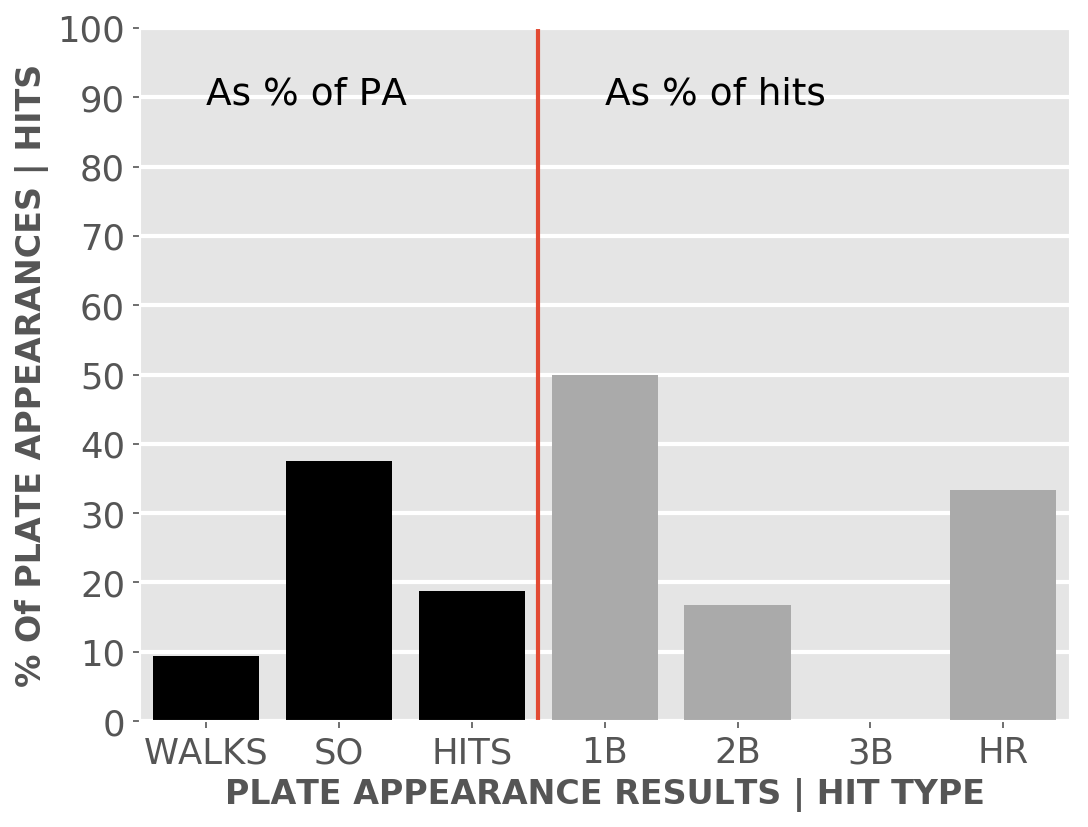 As % of PA
As % of hits
% Of PLATE APPEARANCES | HITS
100
90
80
70
60
50
40
30
20
10
0
WALKS SO HITS 1B 2B 3B HR
PLATE APPEARANCE RESULTS | HIT TYPE